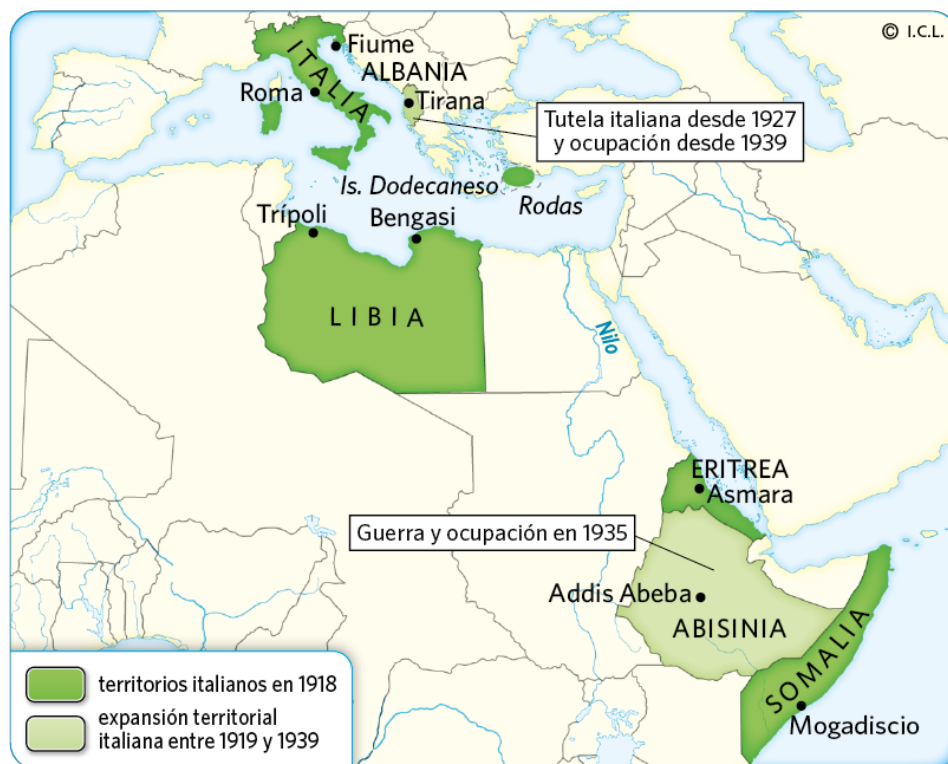 © I.C.L.
Fiume
ITALIA
ALBANIA
Roma
Tirana
Tutela italiana desde 1927
y ocupación desde 1939
Is. Dodecaneso
Rodas
Trípoli
Bengasi
LIBIA
Nilo
ERITREA
Asmara
Guerra y ocupación en 1935
Addis Abeba
ABISINIA
SOMALIA
Mogadiscio
territorios italianos en 1918
expansión territorial
italiana entre 1919 y 1939